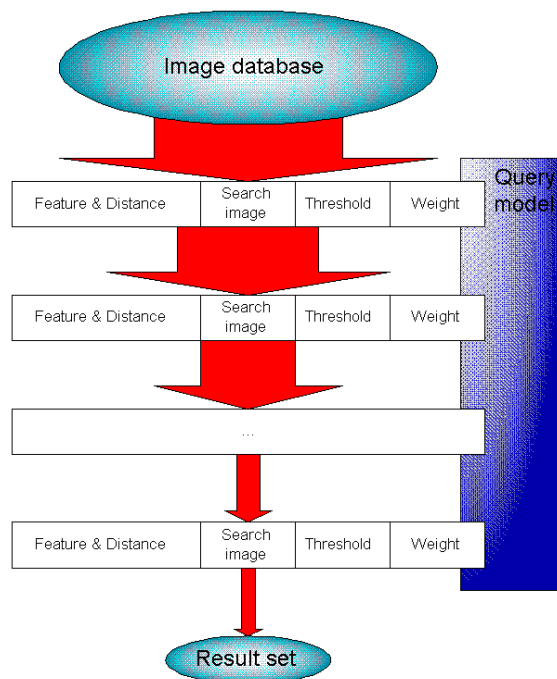 Image database
Query
model
Feature & Distance
Search
image
Threshold
Weight
Feature & Distance
Search
image
Threshold
Weight
...
Feature & Distance
Search
image
Threshold
Weight
Result set